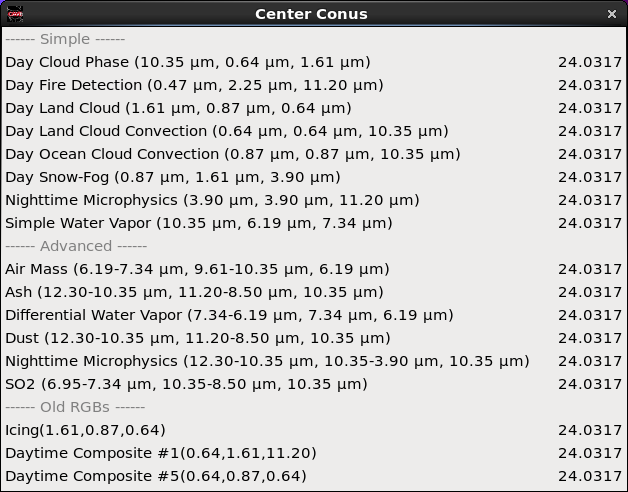 Center Conus
------ Simple ------
Day Cloud Phase (10.35 µm, 0.64 µm, 1.61 µm) 24.0317
Day Fire Detection (0.47 µm, 2.25 µm, 11.20 µm) 24.0317
Day Land Cloud (1.61 µm, 0.87 µm, 0.64 µm) 24.0317
Day Land Cloud Convection (0.64 µm, 0.64 µm, 10.35 µm) 24.0317
Day Ocean Cloud Convection (0.87 µm, 0.87 µm, 10.35 µm) 24.0317
Day Snow-Fog (0.87 µm, 1.61 µm, 3.90 µm) 24.0317
Nighttime Microphysics (3.90 µm, 3.90 µm, 11.20 µm) 24.0317
Simple Water Vapor (10.35 µm, 6.19 µm, 7.34 µm) 24.0317
------ Advanced ------
Air Mass (6.19-7.34 µm, 9.61-10.35 µm, 6.19 µm) 24.0317
Ash (12.30-10.35 µm, 11.20-8.50 µm, 10.35 µm) 24.0317
Differential Water Vapor (7.34-6.19 µm, 7.34 µm, 6.19 µm) 24.0317
Dust (12.30-10.35 µm, 11.20-8.50 µm, 10.35 µm) 24.0317
Nighttime Microphysics (12.30-10.35 µm, 10.35-3.90 µm, 10.35 µm) 24.0317
SO2 (6.95-7.34 µm, 10.35-8.50 µm, 10.35 µm) 24.0317
------ Old RGBs ------
Icing(1.61,0.87,0.64) 24.0317
Daytime Composite #1(0.64,1.61,11.20) 24.0317
Daytime Composite #5(0.64,0.87,0.64) 24.0317